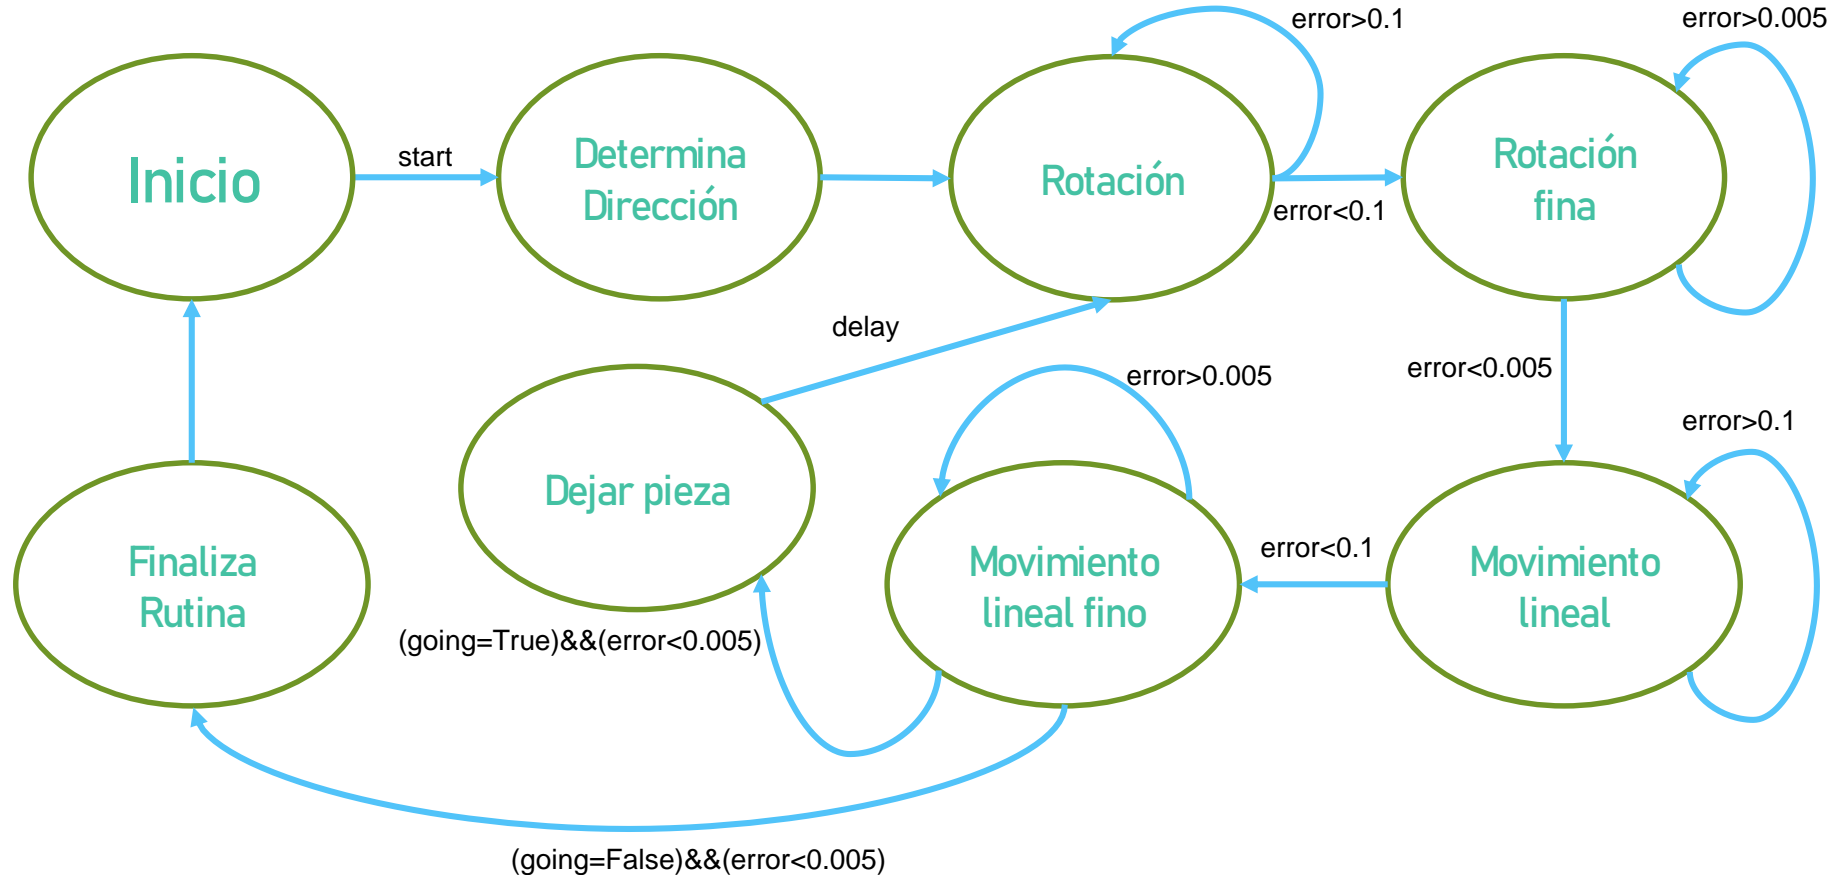 error>0.1
error>0.005
Inicio
start
Determina
Dirección
Rotación
error<0.1
Rotación
fina
delay
error>0.005
error<0.005
error>0.1
Dejar pieza
Finaliza
Rutina
Movimiento
lineal fino
error<0.1
Movimiento
lineal
(going=True)&&(error<0.005)
(going=False)&&(error<0.005)